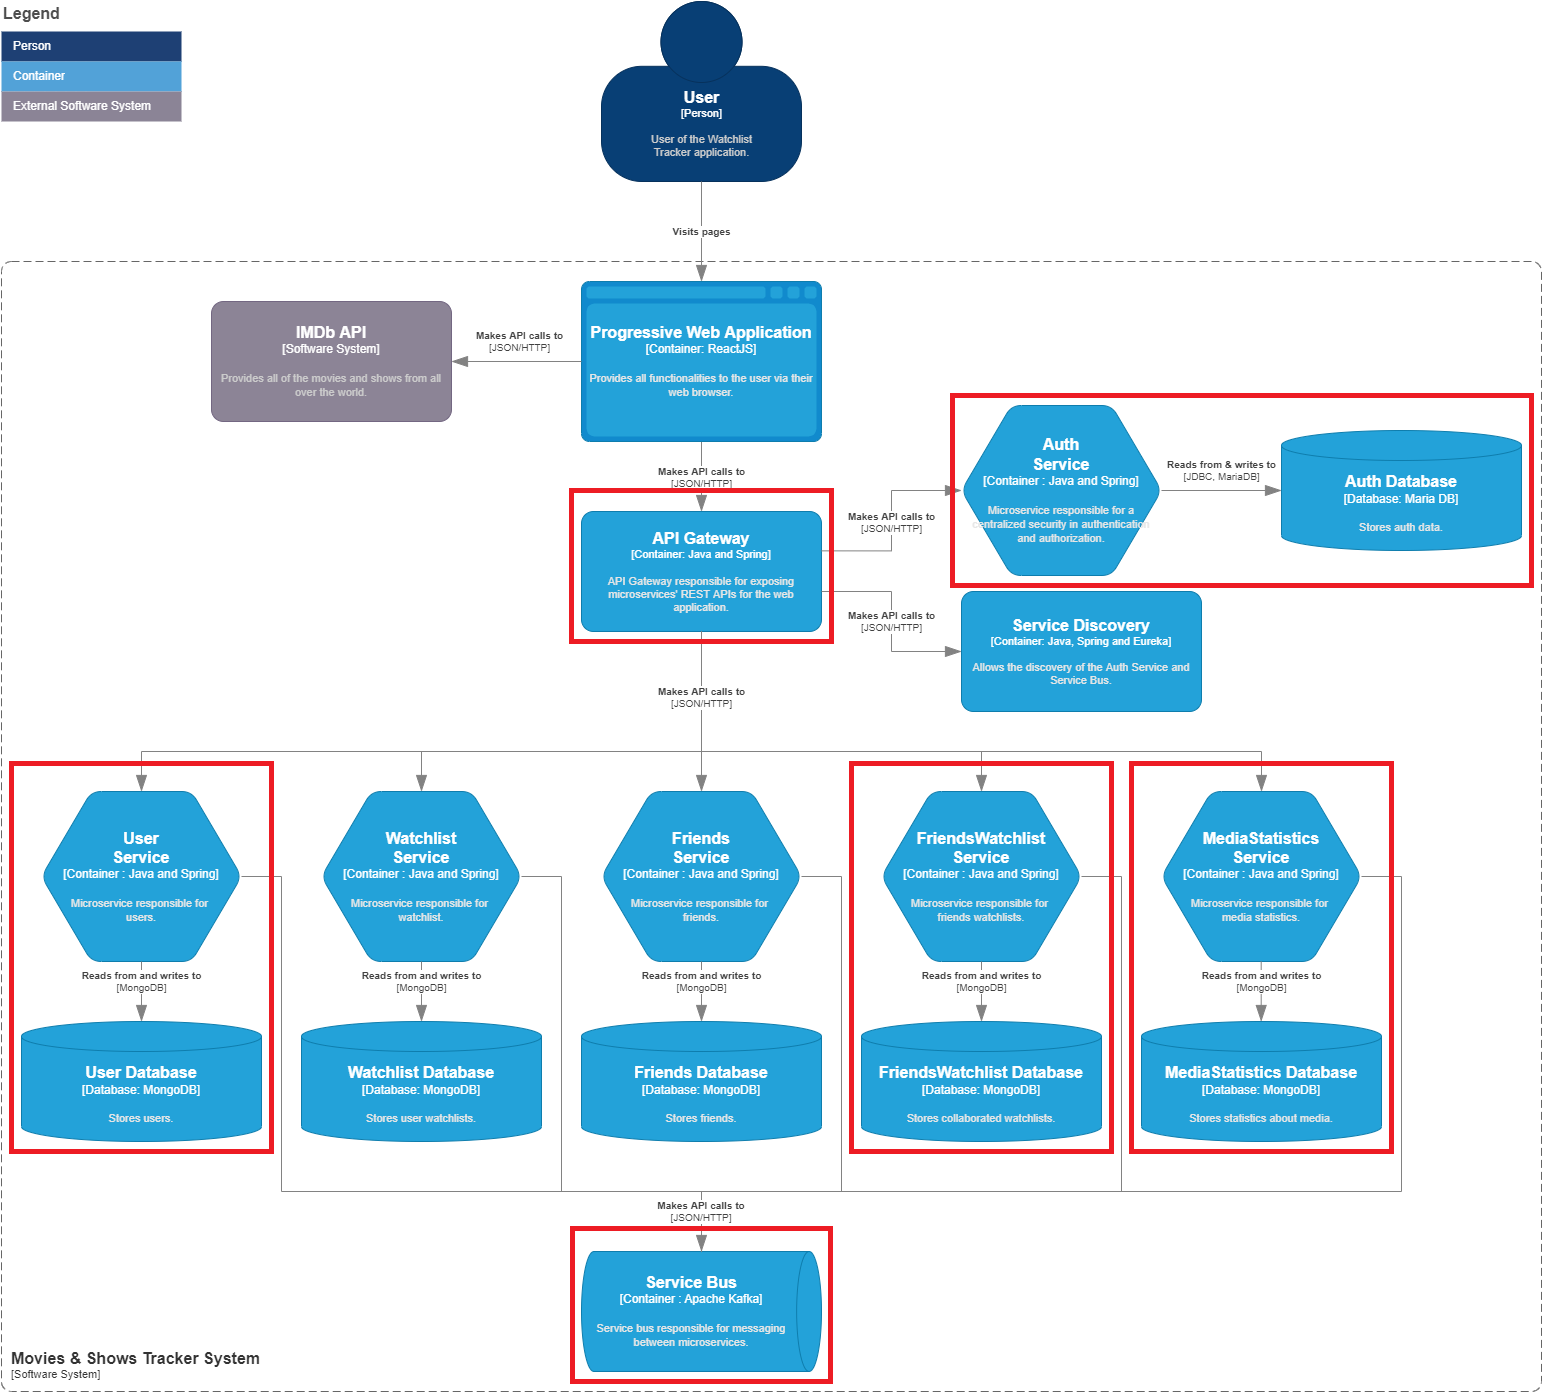 Legend
Person
Container
External Software System
User
[Person]
User of the Watchlist
Tracker application.
Visits pages
IMDb API
[Software System]
Provides all of the movies and shows from all
over the world.
Makes API calls to
[JSON/HTTP]
Progressive Web Application
[Container: ReactJS]
Provides all functionalities to the user via their
web browser.
Makes API calls to
[JSON/HTTP]
API Gateway
[Container: Java and Spring]
API Gateway responsible for exposing
microservices' REST APIs for the web
application.
Makes API calls to
[JSON/HTTP]
Auth
Service
[Container : Java and Spring]
Microservice responsible for a
centralized security in authentication
and authorization.
Reads from & writes to
[JDBC, MariaDB]
Auth Database
[Database: Maria DB]
Stores auth data.
Makes API calls to
[JSON/HTTP]
Service Discovery
[Container: Java, Spring and Eureka]
Allows the discovery of the Auth Service and
Service Bus.
Makes API calls to
[JSON/HTTP]
User
Service
[Container : Java and Spring]
Microservice responsible for
users.
Reads from and writes to
[MongoDB]
User Database
[Database: MongoDB]
Stores users.
Watchlist
Service
[Container : Java and Spring]
Microservice responsible for
watchlist.
Reads from and writes to
[MongoDB]
Watchlist Database
[Database: MongoDB]
Stores user watchlists.
Friends
Service
[Container : Java and Spring]
Microservice responsible for
friends.
Reads from and writes to
[MongoDB]
Friends Database
[Database: MongoDB]
Stores friends.
FriendsWatchlist
Service
[Container : Java and Spring]
Microservice responsible for
friends watchlists.
Reads from and writes to
[MongoDB]
FriendsWatchlist Database
[Database: MongoDB]
Stores collaborated watchlists.
MediaStatistics
Service
[Container : Java and Spring]
Microservice responsible for
media statistics.
Reads from and writes to
[MongoDB]
MediaStatistics Database
[Database: MongoDB]
Stores statistics about media.
Makes API calls to
[JSON/HTTP]
Service Bus
[Container : Apache Kafka]
Service bus responsible for messaging
between microservices.
Movies & Shows Tracker System
[Software System]